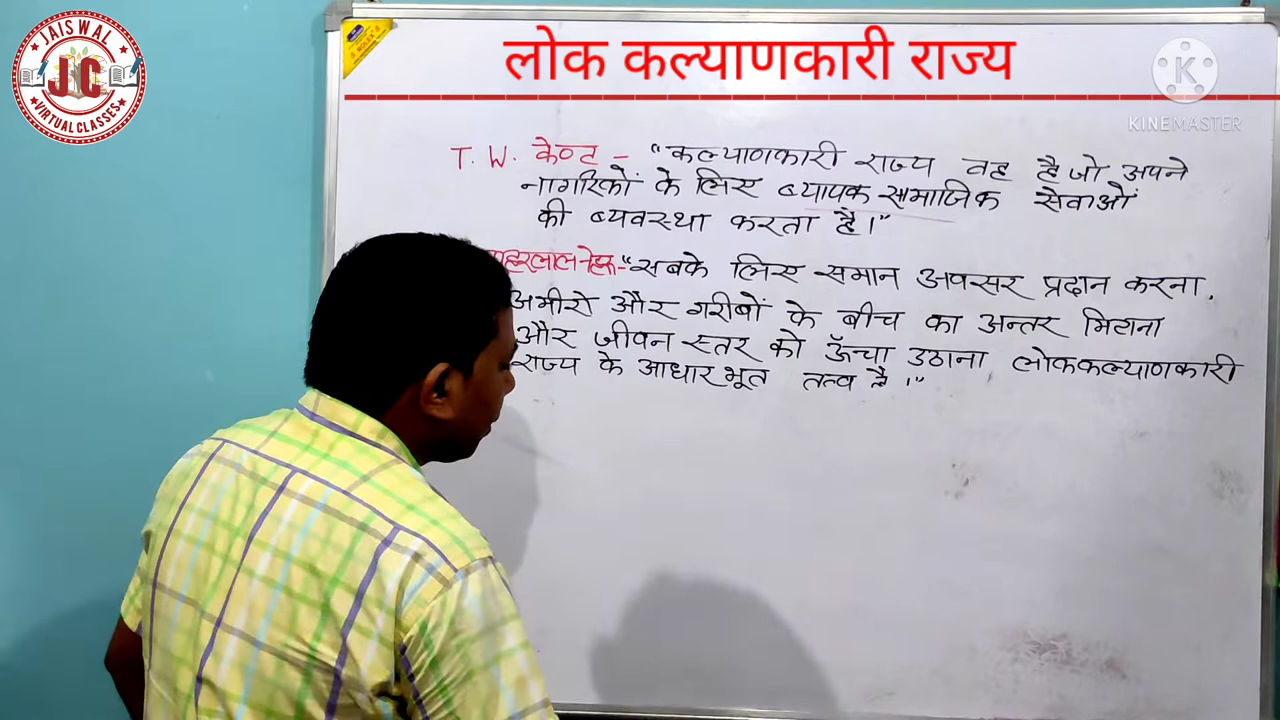 JAISWAL
JC
VIRTUAL CLASSES
लोक कल्याणकारी राज्य
K
KINEMASTER
T. W. केण्ट - "कल्याणकारी राज्य वह है जो अपने
नागरिकों के लिए व्यापक सामाजिक सेवाओं
की व्यवस्था करता है।"
"सबके लिए समान अवसर प्रदान करना,
अमीरो और गरीबों के बीच का अन्तर मिटाना
और जीवन स्तर को ऊँचा उठाना लोककल्याणकारी
राज्य के आधारभूत तत्व है।"